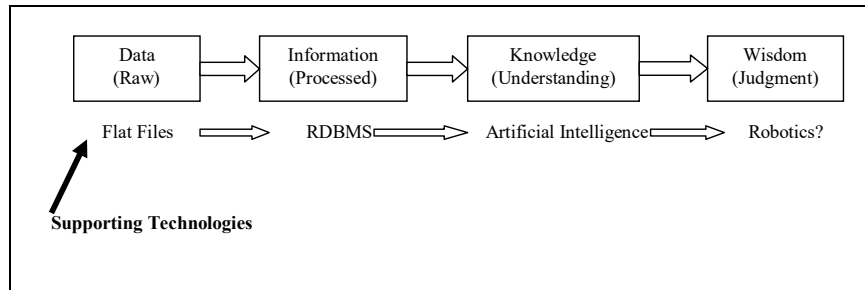 Data
(Raw)
Information
(Processed)
Knowledge
(Understanding)
Wisdom
(Judgment)
Flat Files
RDBMS
Artificial Intelligence
Robotics?
Supporting Technologies